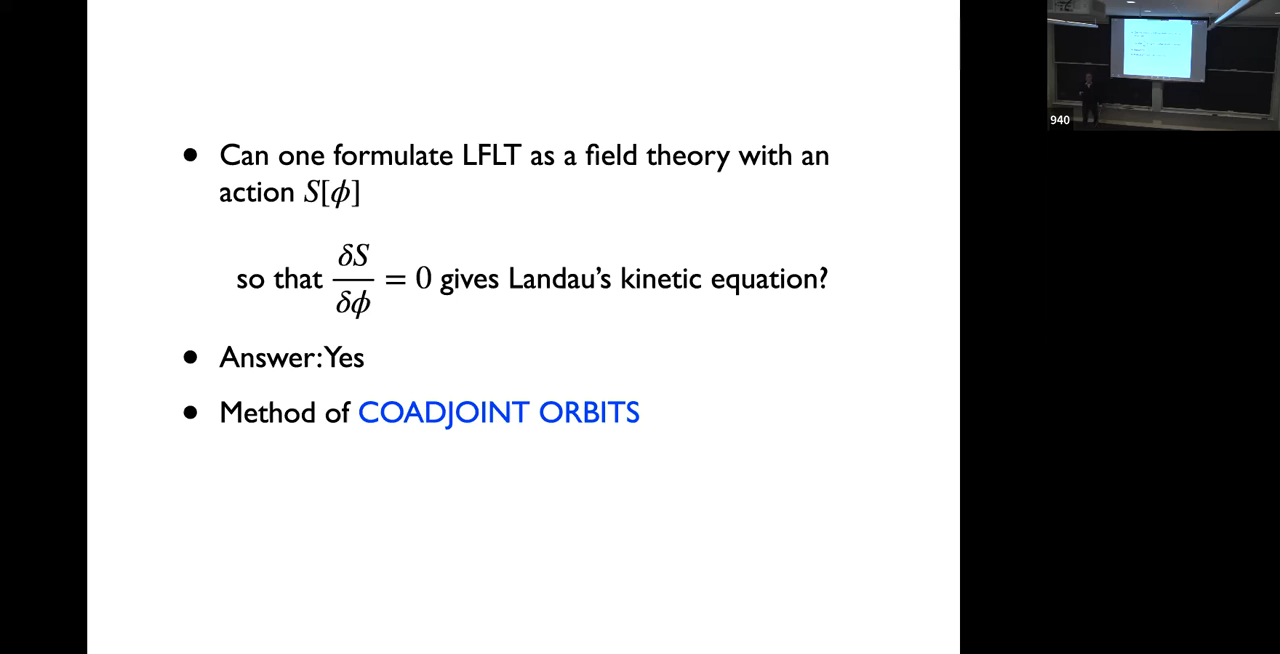 • Can one formulate LFLT as a field theory with an
action S[ϕ]
so that δS/δϕ = 0 gives Landau’s kinetic equation?
• Answer: Yes
• Method of COADJOINT ORBITS
940